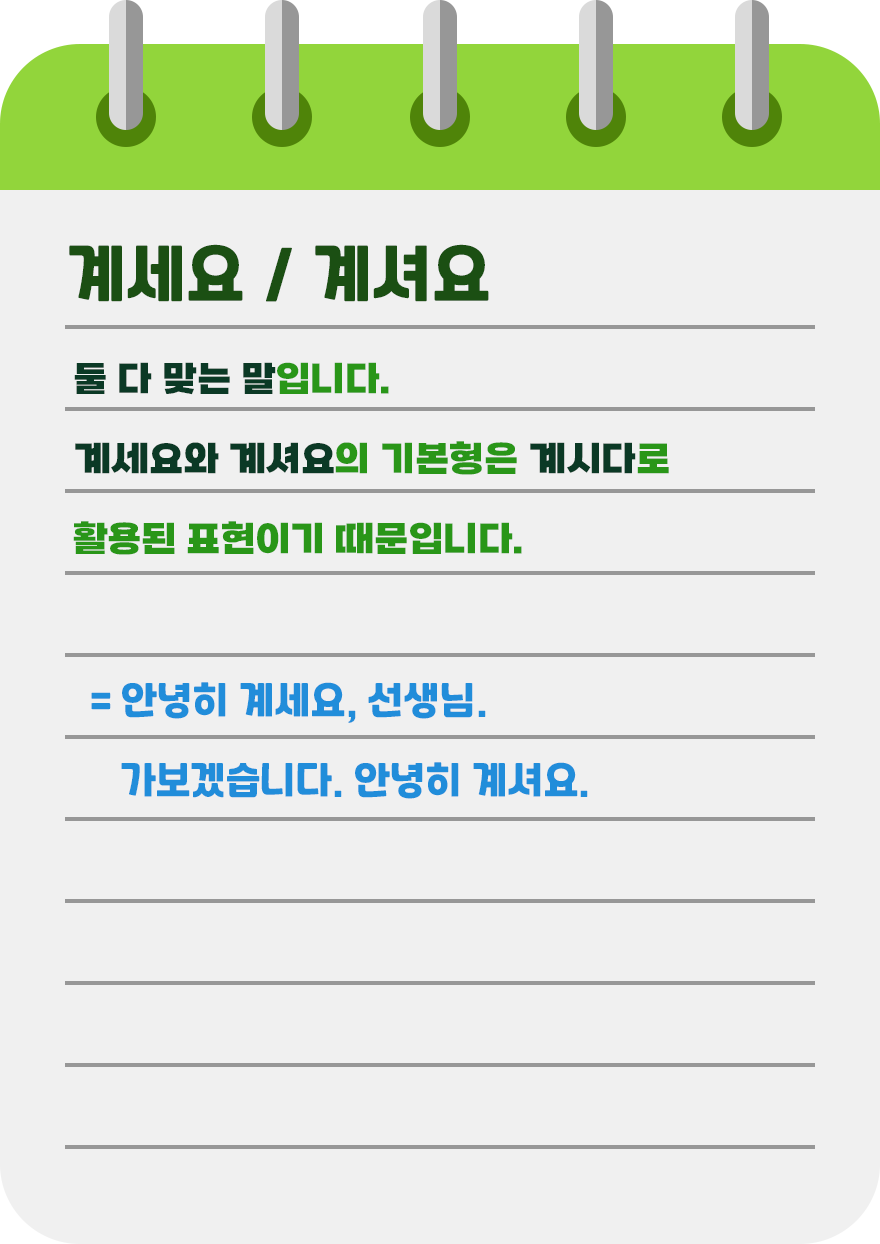 계세요 / 계셔요
둘 다 맞는 말입니다.
계세요와 계셔요의 기본형은 계시다로
활용된 표현이기 때문입니다.
= 안녕히 계세요, 선생님.
가보겠습니다. 안녕히 계셔요.